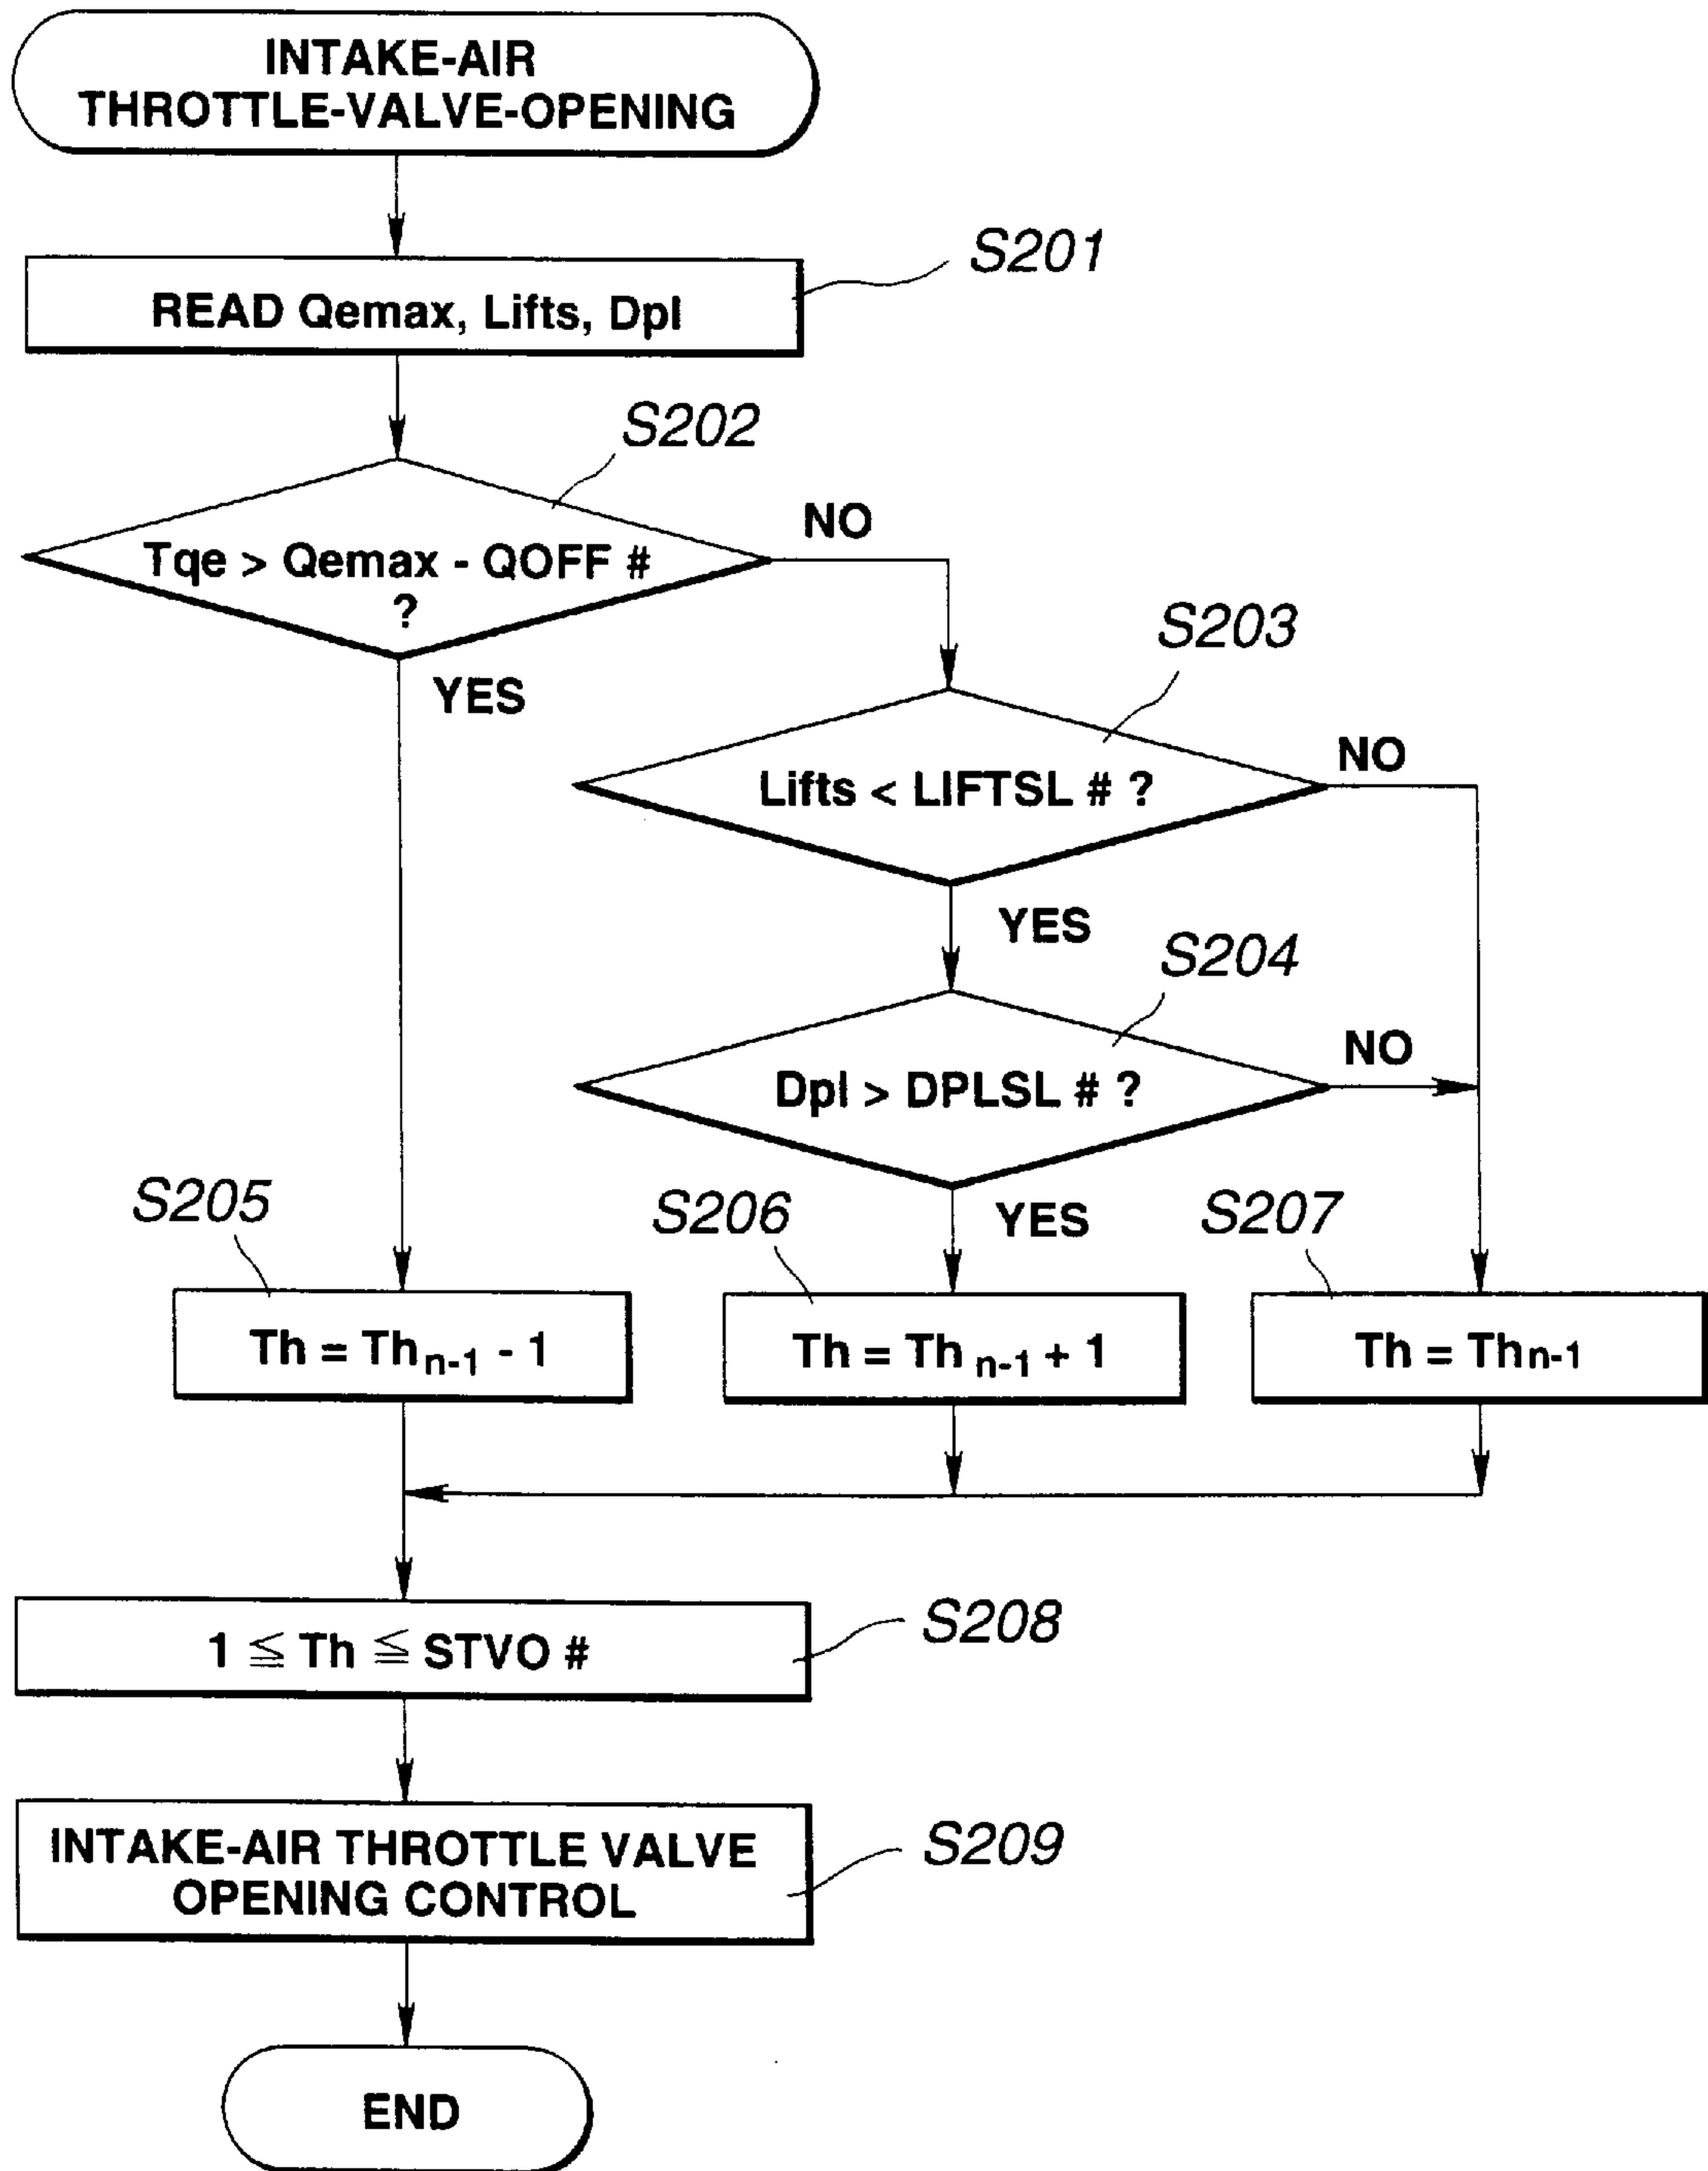 INTAKE-AIR
THROTTLE-VALVE-OPENING
S201
READ Qemax, Lifts, Dpl
S202
Tqe > Qemax - QOFF #
?
NO
YES
S203
Lifts < LIFTSL # ?
NO
YES
S204
Dpl > DPLSL # ?
NO
YES
S205
S206
S207
Th = Thn-1 - 1
Th = Th n-1 + 1
Th = Thn-1
S208
1 ≦ Th ≦ STVO #
S209
INTAKE-AIR THROTTLE VALVE
OPENING CONTROL
END